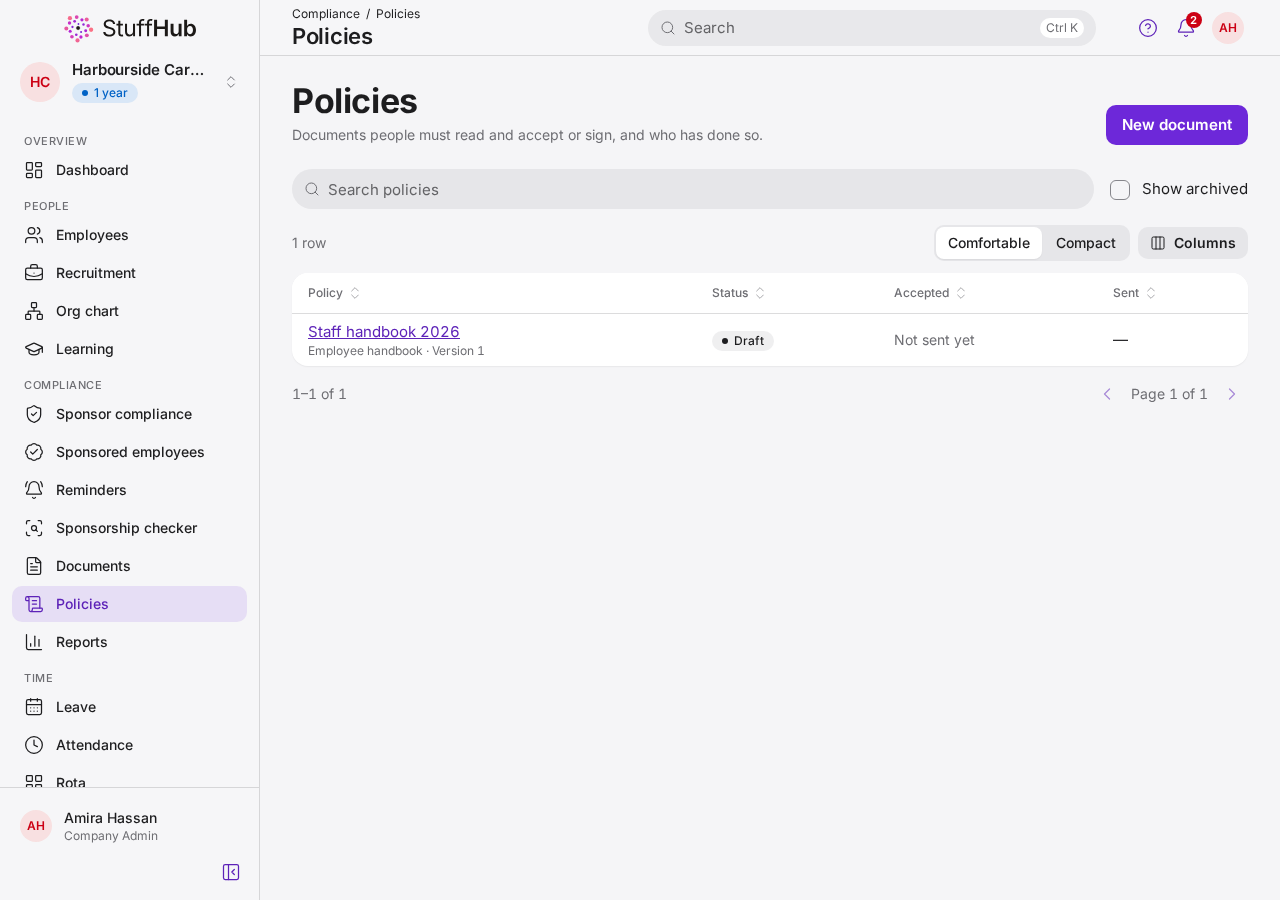 StuffHub
HC
Harbourside Car...
1 year
OVERVIEW
Dashboard
PEOPLE
Employees
Recruitment
Org chart
Learning
COMPLIANCE
Sponsor compliance
Sponsored employees
Reminders
Sponsorship checker
Documents
Policies
Reports
TIME
Leave
Attendance
Rota
AH
Amira Hassan
Company Admin
Compliance / Policies
Policies
Search
Ctrl K
2
AH
Policies
Documents people must read and accept or sign, and who has done so.
New document
Search policies
Show archived
1 row
Comfortable
Compact
Columns
Policy
Status
Accepted
Sent
Staff handbook 2026
Employee handbook · Version 1
Draft
Not sent yet
—
1–1 of 1
Page 1 of 1